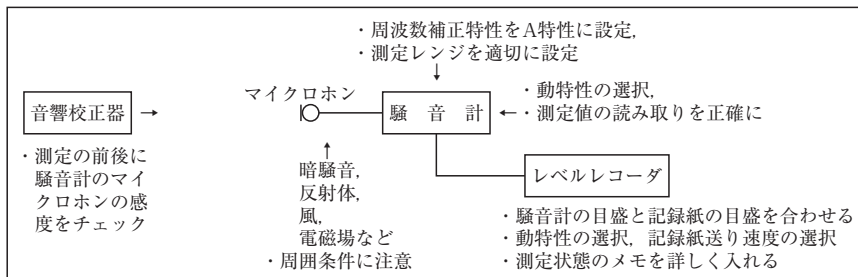 ・周波数補正特性をA特性に設定,
・測定レンジを適切に設定
↓
マイクロホン
音響校正器 →
騒 音 計
・動特性の選択,
← ・測定値の読み取りを正確に
・測定の前後に
騒音計のマイ
クロホンの感
度をチェック
↑
暗騒音,
反射体,
風,
電磁場など
・周囲条件に注意
レベルレコーダ
・騒音計の目盛と記録紙の目盛を合わせる
・動特性の選択,記録紙送り速度の選択
・測定状態のメモを詳しく入れる